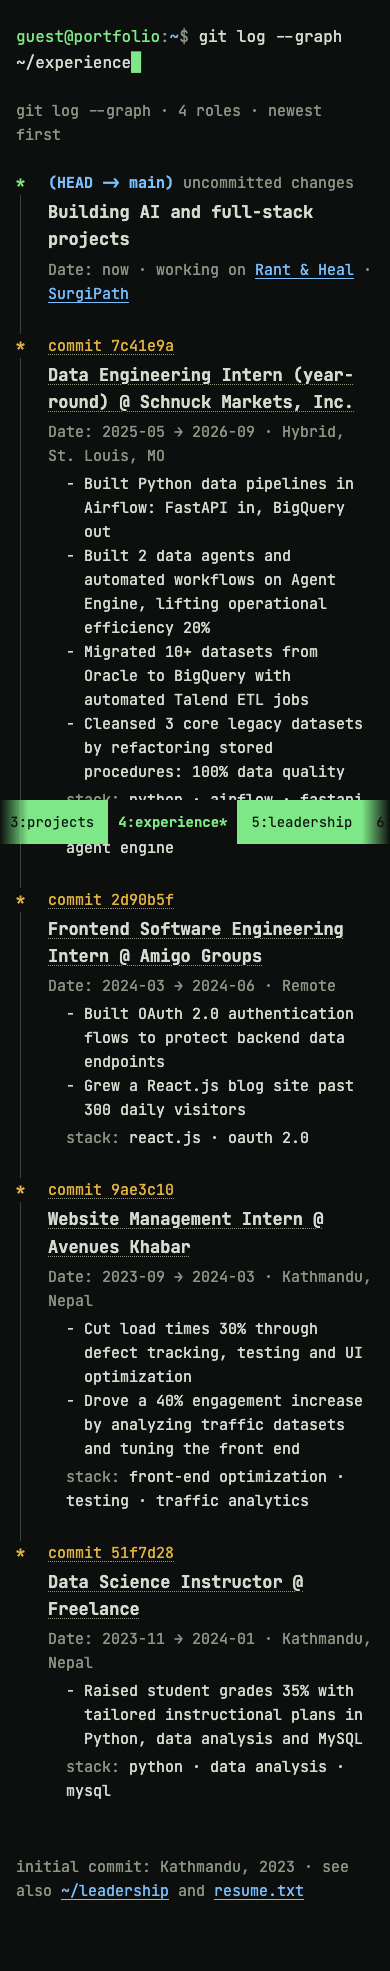 guest@portfolio:~$ git log --graph
~/experience
git log --graph · 4 roles · newest
first
* (HEAD -> main) uncommitted changes
Building AI and full-stack
projects
Date: now · working on Rant & Heal ·
SurgiPath
* commit 7c41e9a
Data Engineering Intern (year-
round) @ Schnuck Markets, Inc.
Date: 2025-05 → 2026-09 · Hybrid,
St. Louis, MO
- Built Python data pipelines in
Airflow: FastAPI in, BigQuery
out
- Built 2 data agents and
automated workflows on Agent
Engine, lifting operational
efficiency 20%
- Migrated 10+ datasets from
Oracle to BigQuery with
automated Talend ETL jobs
- Cleansed 3 core legacy datasets
by refactoring stored
procedures: 100% data quality
stack: python · airflow · fastapi
3:projects 4:experience* 5:leadership 6
agent engine
* commit 2d90b5f
Frontend Software Engineering
Intern @ Amigo Groups
Date: 2024-03 → 2024-06 · Remote
- Built OAuth 2.0 authentication
flows to protect backend data
endpoints
- Grew a React.js blog site past
300 daily visitors
stack: react.js · oauth 2.0
* commit 9ae3c10
Website Management Intern @
Avenues Khabar
Date: 2023-09 → 2024-03 · Kathmandu,
Nepal
- Cut load times 30% through
defect tracking, testing and UI
optimization
- Drove a 40% engagement increase
by analyzing traffic datasets
and tuning the front end
stack: front-end optimization ·
testing · traffic analytics
* commit 51f7d28
Data Science Instructor @
Freelance
Date: 2023-11 → 2024-01 · Kathmandu,
Nepal
- Raised student grades 35% with
tailored instructional plans in
Python, data analysis and MySQL
stack: python · data analysis ·
mysql
initial commit: Kathmandu, 2023 · see
also ~/leadership and resume.txt